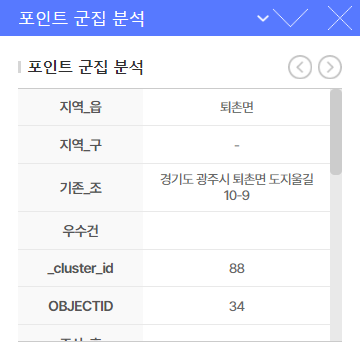 포인트 군집 분석
포인트 군집 분석
지역_읍 퇴촌면
지역_구 -
기존_조 경기도 광주시 퇴촌면 도지울길
10-9
우수건
_cluster_id 88
OBJECTID 34